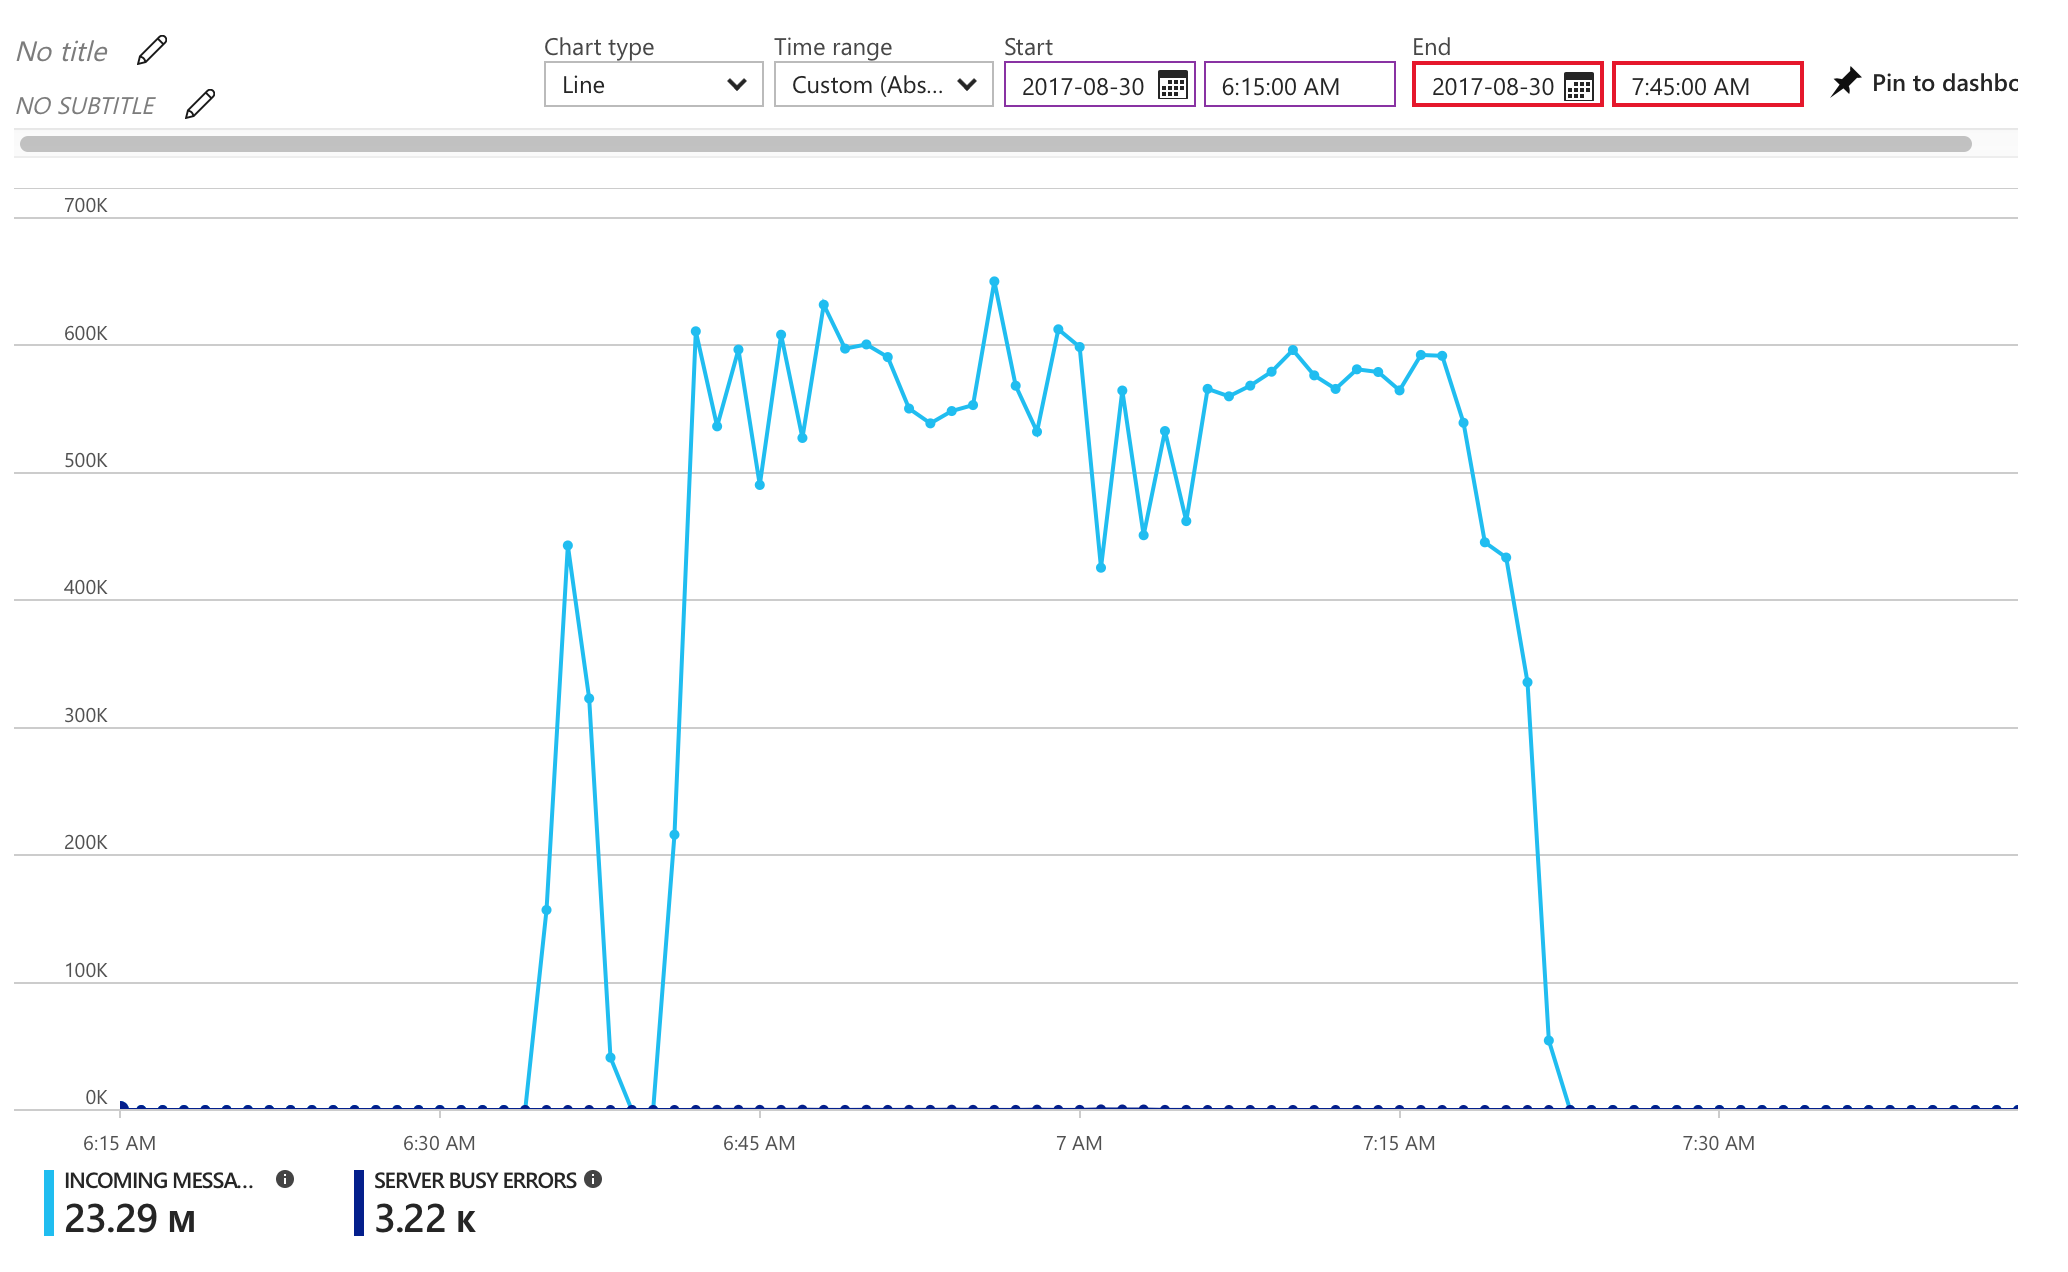 No title
NO SUBTITLE
Chart type
Line
Time range
Custom (Abs...
Start
2017-08-30
6:15:00 AM
End
2017-08-30
7:45:00 AM
Pin to dashbo
700K
600K
500K
400K
300K
200K
100K
0K
6:15 AM 6:30 AM 6:45 AM 7 AM 7:15 AM 7:30 AM
INCOMING MESSA...
23.29 M
SERVER BUSY ERRORS
3.22 K